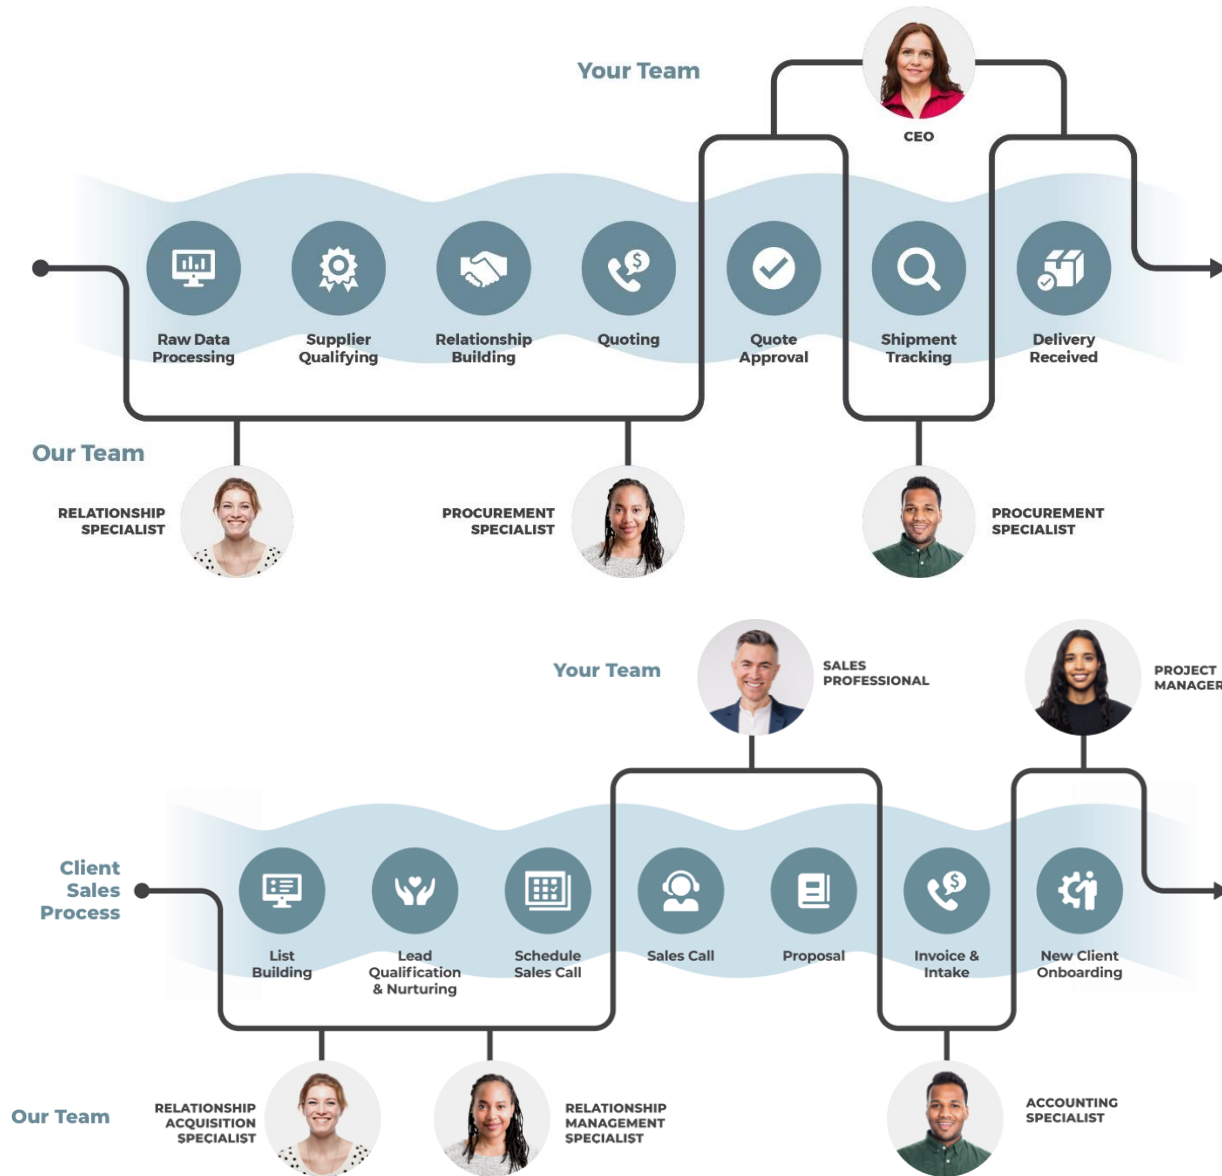 Your Team
CEO
Raw Data
Processing
Supplier
Qualifying
Relationship
Building
Quoting
Quote
Approval
Shipment
Tracking
Delivery
Received
Our Team
RELATIONSHIP
SPECIALIST
PROCUREMENT
SPECIALIST
PROCUREMENT
SPECIALIST
Your Team
SALES
PROFESSIONAL
PROJECT
MANAGER
Client
Sales
Process
List
Building
Lead
Qualification
& Nurturing
Schedule
Sales Call
Sales Call
Proposal
Invoice &
Intake
New Client
Onboarding
Our Team
RELATIONSHIP
ACQUISITION
SPECIALIST
RELATIONSHIP
MANAGEMENT
SPECIALIST
ACCOUNTING
SPECIALIST